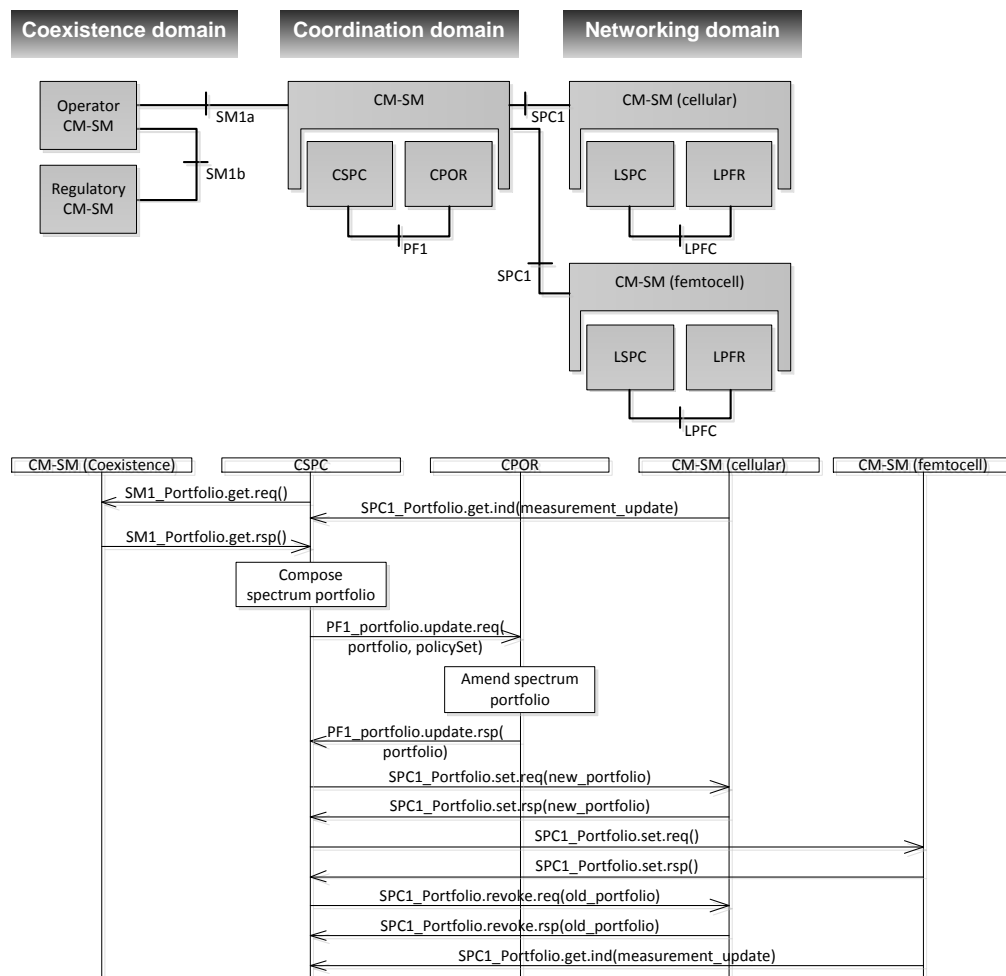 Coexistence domain
Coordination domain
Networking domain
Operator
CM-SM
Regulatory
CM-SM
SM1a
SM1b
CM-SM
CSPC
CPOR
PF1
SPC1
SPC1
CM-SM (cellular)
LSPC
LPFR
LPFC
CM-SM (femtocell)
LSPC
LPFR
LPFC
CM-SM (Coexistence)
CSPC
CPOR
CM-SM (cellular)
CM-SM (femtocell)
SM1_Portfolio.get.req()
SPC1_Portfolio.get.ind(measurement_update)
SM1_Portfolio.get.rsp()
Compose
spectrum portfolio
PF1_portfolio.update.req(
portfolio, policySet)
Amend spectrum
portfolio
PF1_portfolio.update.rsp(
portfolio)
SPC1_Portfolio.set.req(new_portfolio)
SPC1_Portfolio.set.rsp(new_portfolio)
SPC1_Portfolio.set.req()
SPC1_Portfolio.set.rsp()
SPC1_Portfolio.revoke.req(old_portfolio)
SPC1_Portfolio.revoke.rsp(old_portfolio)
SPC1_Portfolio.get.ind(measurement_update)